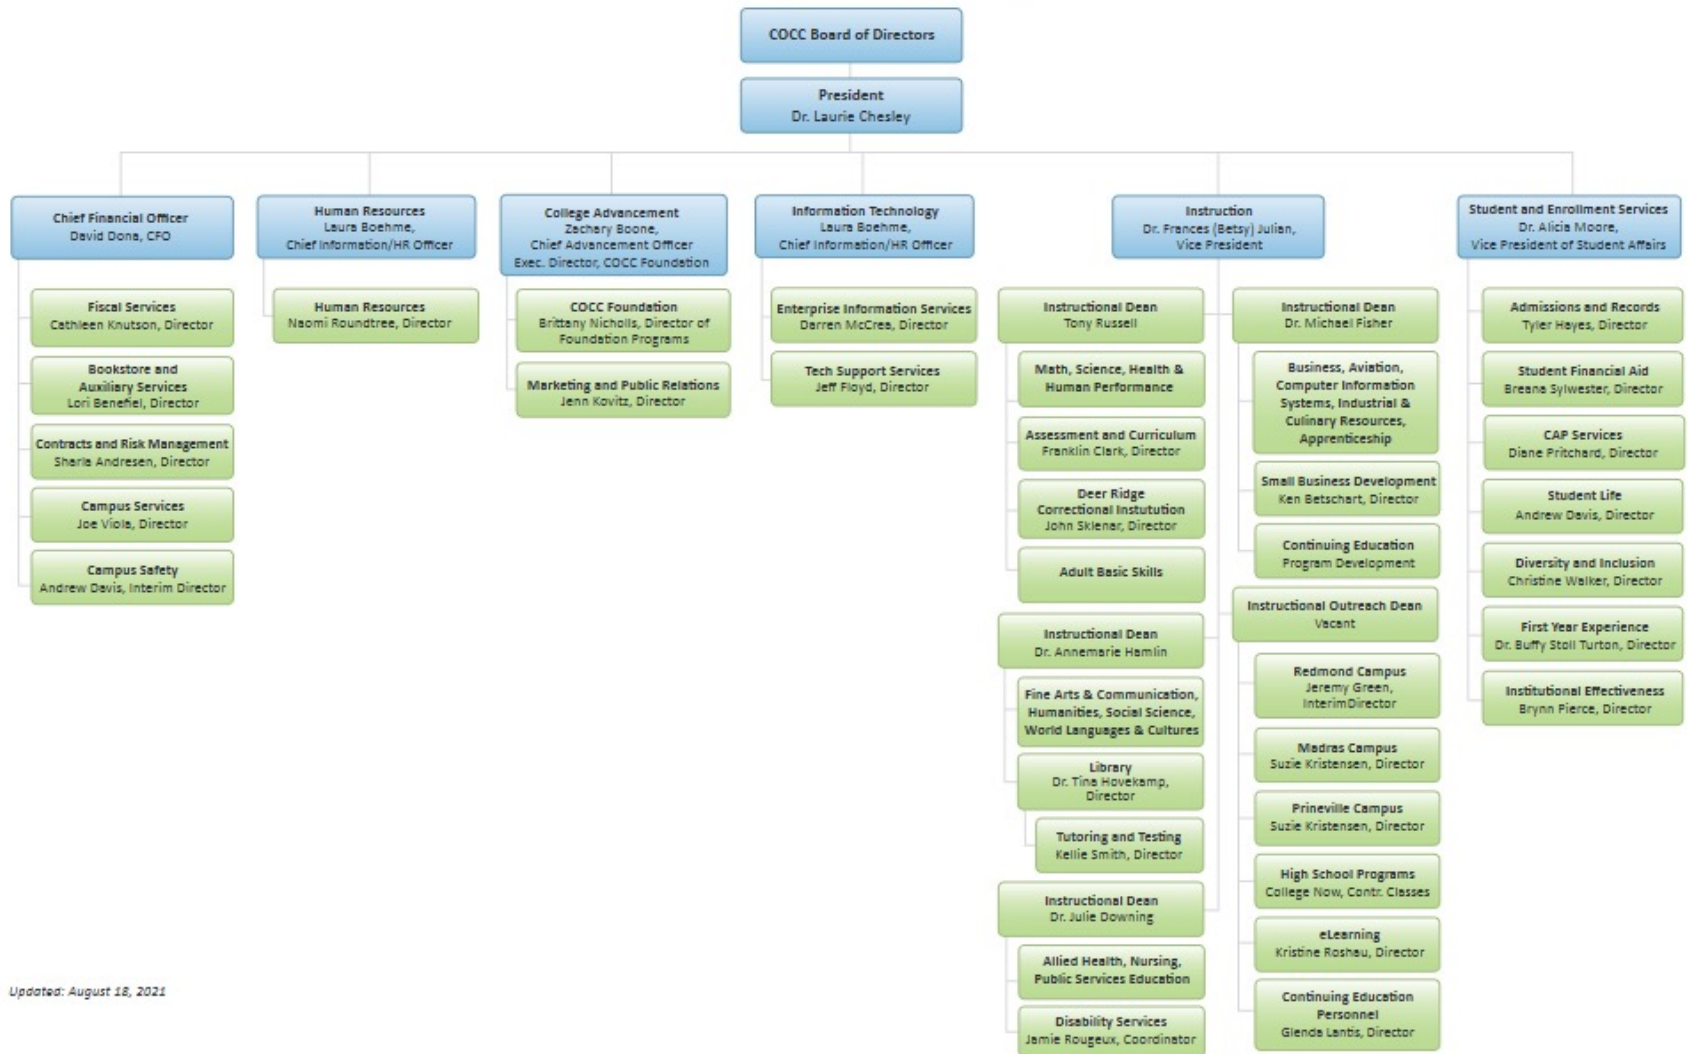 COCC Board of Directors
President
Dr. Laurie Chesley
Chief Financial Officer
David Dona, CFO
Fiscal Services
Cathleen Knutson, Director
Bookstore and
Auxiliary Services
Lori Benefiel, Director
Contracts and Risk Management
Sharla Andresen, Director
Campus Services
Joe Viola, Director
Campus Safety
Andrew Davis, Interim Director
Human Resources
Laura Boehme,
Chief Information/HR Officer
Human Resources
Naomi Roundtree, Director
College Advancement
Zachary Boone,
Chief Advancement Officer
Exec. Director, COCC Foundation
COCC Foundation
Brittany Nicholls, Director of
Foundation Programs
Marketing and Public Relations
Jenn Kovitz, Director
Information Technology
Laura Boehme,
Chief Information/HR Officer
Enterprise Information Services
Darren McCrea, Director
Tech Support Services
Jeff Floyd, Director
Instruction
Dr. Frances (Betsy) Julian,
Vice President
Instructional Dean
Tony Russell
Math, Science, Health &
Human Performance
Assessment and Curriculum
Franklin Clark, Director
Deer Ridge
Correctional Instutution
John Sklenar, Director
Adult Basic Skills
Instructional Dean
Dr. Annemarie Hamlin
Fine Arts & Communication,
Humanities, Social Science,
World Languages & Cultures
Library
Dr. Tina Hovekamp,
Director
Tutoring and Testing
Kellie Smith, Director
Instructional Dean
Dr. Julie Downing
Allied Health, Nursing,
Public Services Education
Disability Services
Jamie Rougeux, Coordinator
Instructional Dean
Dr. Michael Fisher
Business, Aviation,
Computer Information
Systems, Industrial &
Culinary Resources,
Apprenticeship
Small Business Development
Ken Betschart, Director
Continuing Education
Program Development
Instructional Outreach Dean
Vacant
Redmond Campus
Jeremy Green,
InterimDirector
Madras Campus
Suzie Kristensen, Director
Prineville Campus
Suzie Kristensen, Director
High School Programs
College Now, Contr. Classes
eLearning
Kristine Roshau, Director
Continuing Education
Personnel
Glenda Lantis, Director
Student and Enrollment Services
Dr. Alicia Moore,
Vice President of Student Affairs
Admissions and Records
Tyler Hayes, Director
Student Financial Aid
Breana Sylwester, Director
CAP Services
Diane Pritchard, Director
Student Life
Andrew Davis, Director
Diversity and Inclusion
Christine Walker, Director
First Year Experience
Dr. Buffy Stoll Turton, Director
Institutional Effectiveness
Brynn Pierce, Director
Updated: August 18, 2021